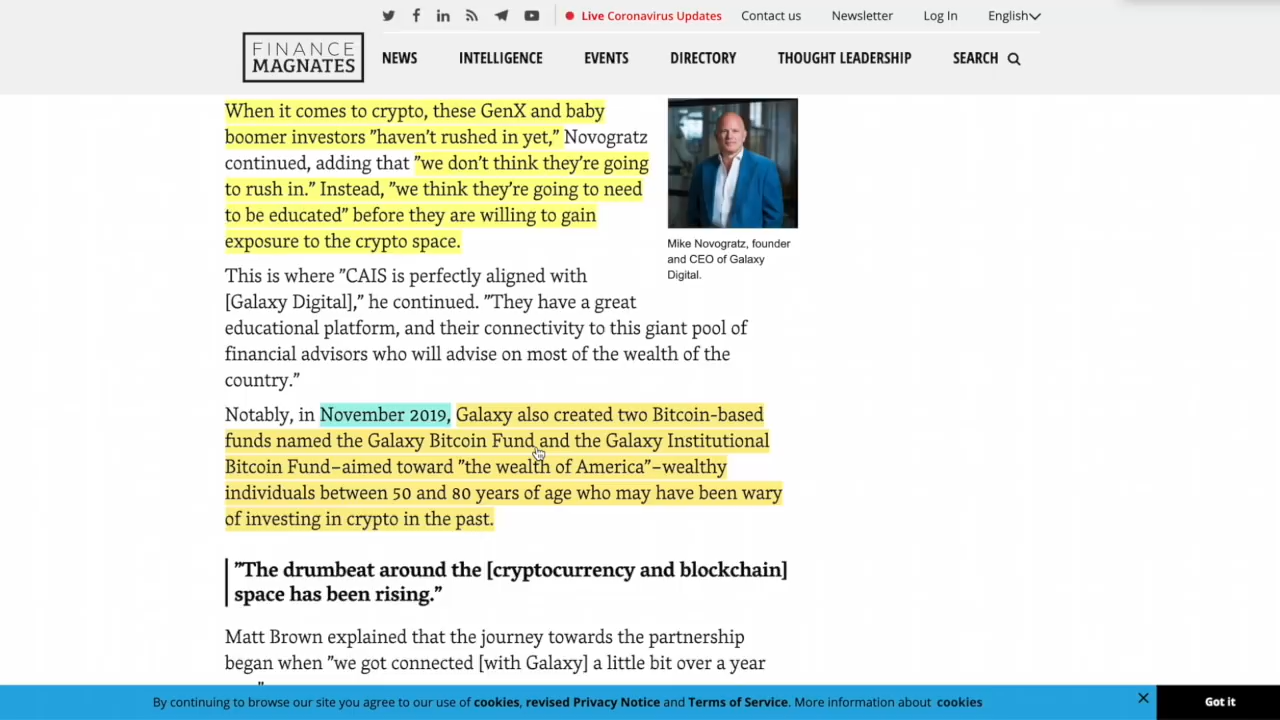 Live Coronavirus Updates Contact us Newsletter Log In English
FINANCE
MAGNATES
NEWS INTELLIGENCE EVENTS DIRECTORY THOUGHT LEADERSHIP SEARCH
When it comes to crypto, these GenX and baby
boomer investors ”haven’t rushed in yet,” Novogratz
continued, adding that ”we don’t think they’re going
to rush in.” Instead, ”we think they’re going to need
to be educated” before they are willing to gain
exposure to the crypto space.
Mike Novogratz, founder
and CEO of Galaxy
Digital.
This is where ”CAIS is perfectly aligned with
[Galaxy Digital],” he continued. ”They have a great
educational platform, and their connectivity to this giant pool of
financial advisors who will advise on most of the wealth of the
country.”
Notably, in November 2019, Galaxy also created two Bitcoin-based
funds named the Galaxy Bitcoin Fund and the Galaxy Institutional
Bitcoin Fund–aimed toward ”the wealth of America”–wealthy
individuals between 50 and 80 years of age who may have been wary
of investing in crypto in the past.
”The drumbeat around the [cryptocurrency and blockchain]
space has been rising.”
Matt Brown explained that the journey towards the partnership
began when ”we got connected [with Galaxy] a little bit over a year
By continuing to browse our site you agree to our use of cookies, revised Privacy Notice and Terms of Service. More information about cookies
Got it